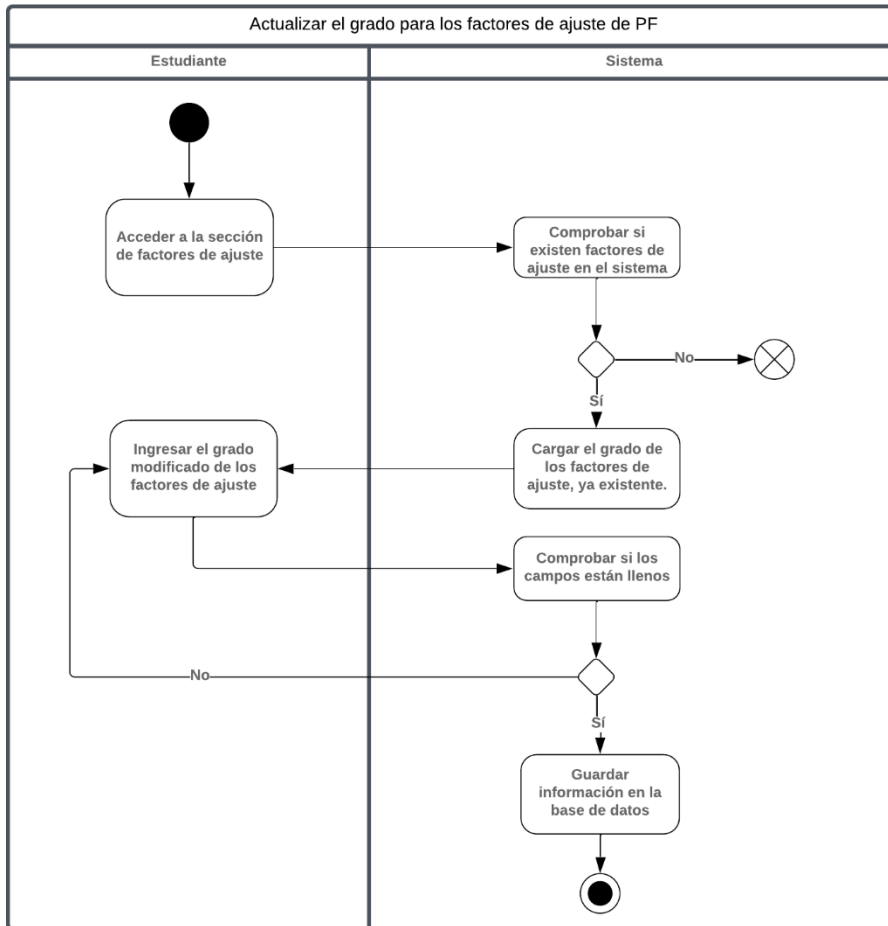 Actualizar el grado para los factores de ajuste de PF
Estudiante
Sistema
Acceder a la sección
de factores de ajuste
Comprobar si
existen factores de
ajuste en el sistema
No
Sí
Ingresar el grado
modificado de los
factores de ajuste
Cargar el grado de
los factores de
ajuste, ya existente.
Comprobar si los
campos están llenos
No
Sí
Guardar
información en la
base de datos